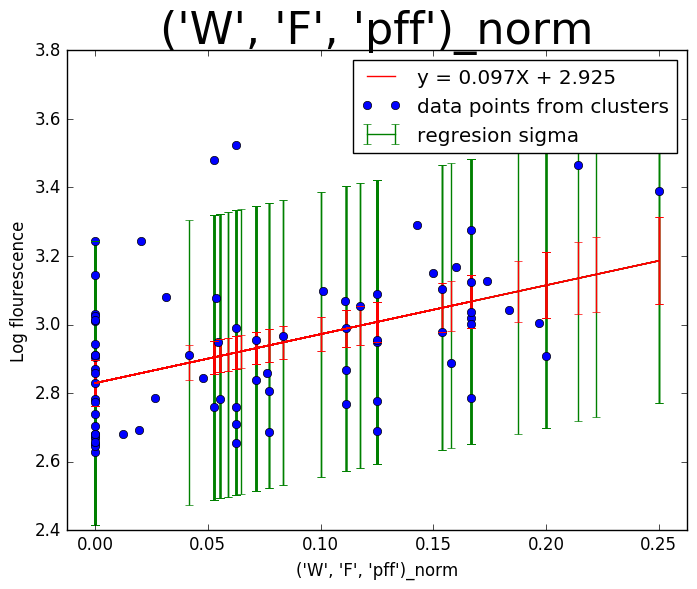 ('W', 'F', 'pff')_norm
3.8
3.6
3.4
3.2
3.0
2.8
2.6
2.4
Log flourescence
y = 0.097X + 2.925
data points from clusters
regresion sigma
0.00 0.05 0.10 0.15 0.20 0.25
('W', 'F', 'pff')_norm